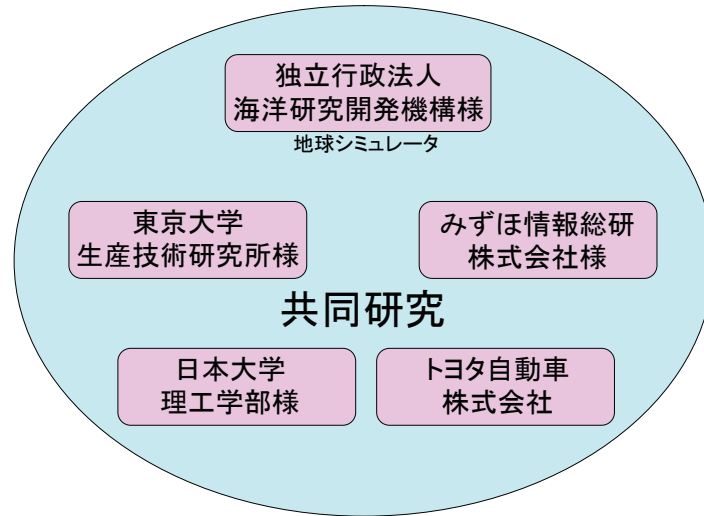 独立行政法人
海洋研究開発機構様
地球シミュレータ
東京大学
生産技術研究所様
みずほ情報総研
株式会社様
共同研究
日本大学
理工学部様
トヨタ自動車
株式会社